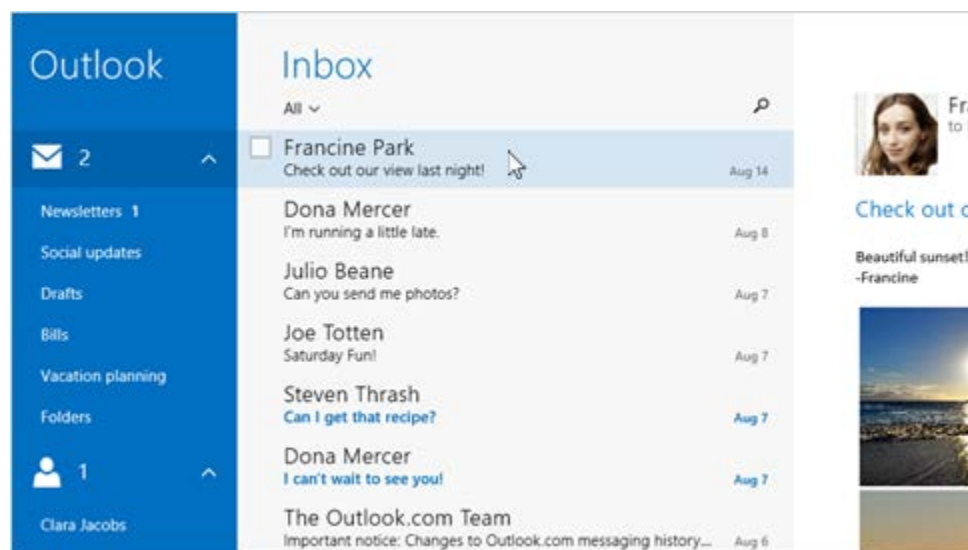 Outlook
2
Newsletters 1
Social updates
Drafts
Bills
Vacation planning
Folders
1
Clara Jacobs
Inbox
All
Francine Park
Check out our view last night! Aug 14
Dona Mercer
I'm running a little late. Aug 8
Julio Beane
Can you send me photos? Aug 7
Joe Totten
Saturday Fun! Aug 7
Steven Thrash
Can I get that recipe? Aug 7
Dona Mercer
I can't wait to see you! Aug 7
The Outlook.com Team
Important notice: Changes to Outlook.com messaging history... Aug 6
to
Check out
Beautiful sunset!
-Francine